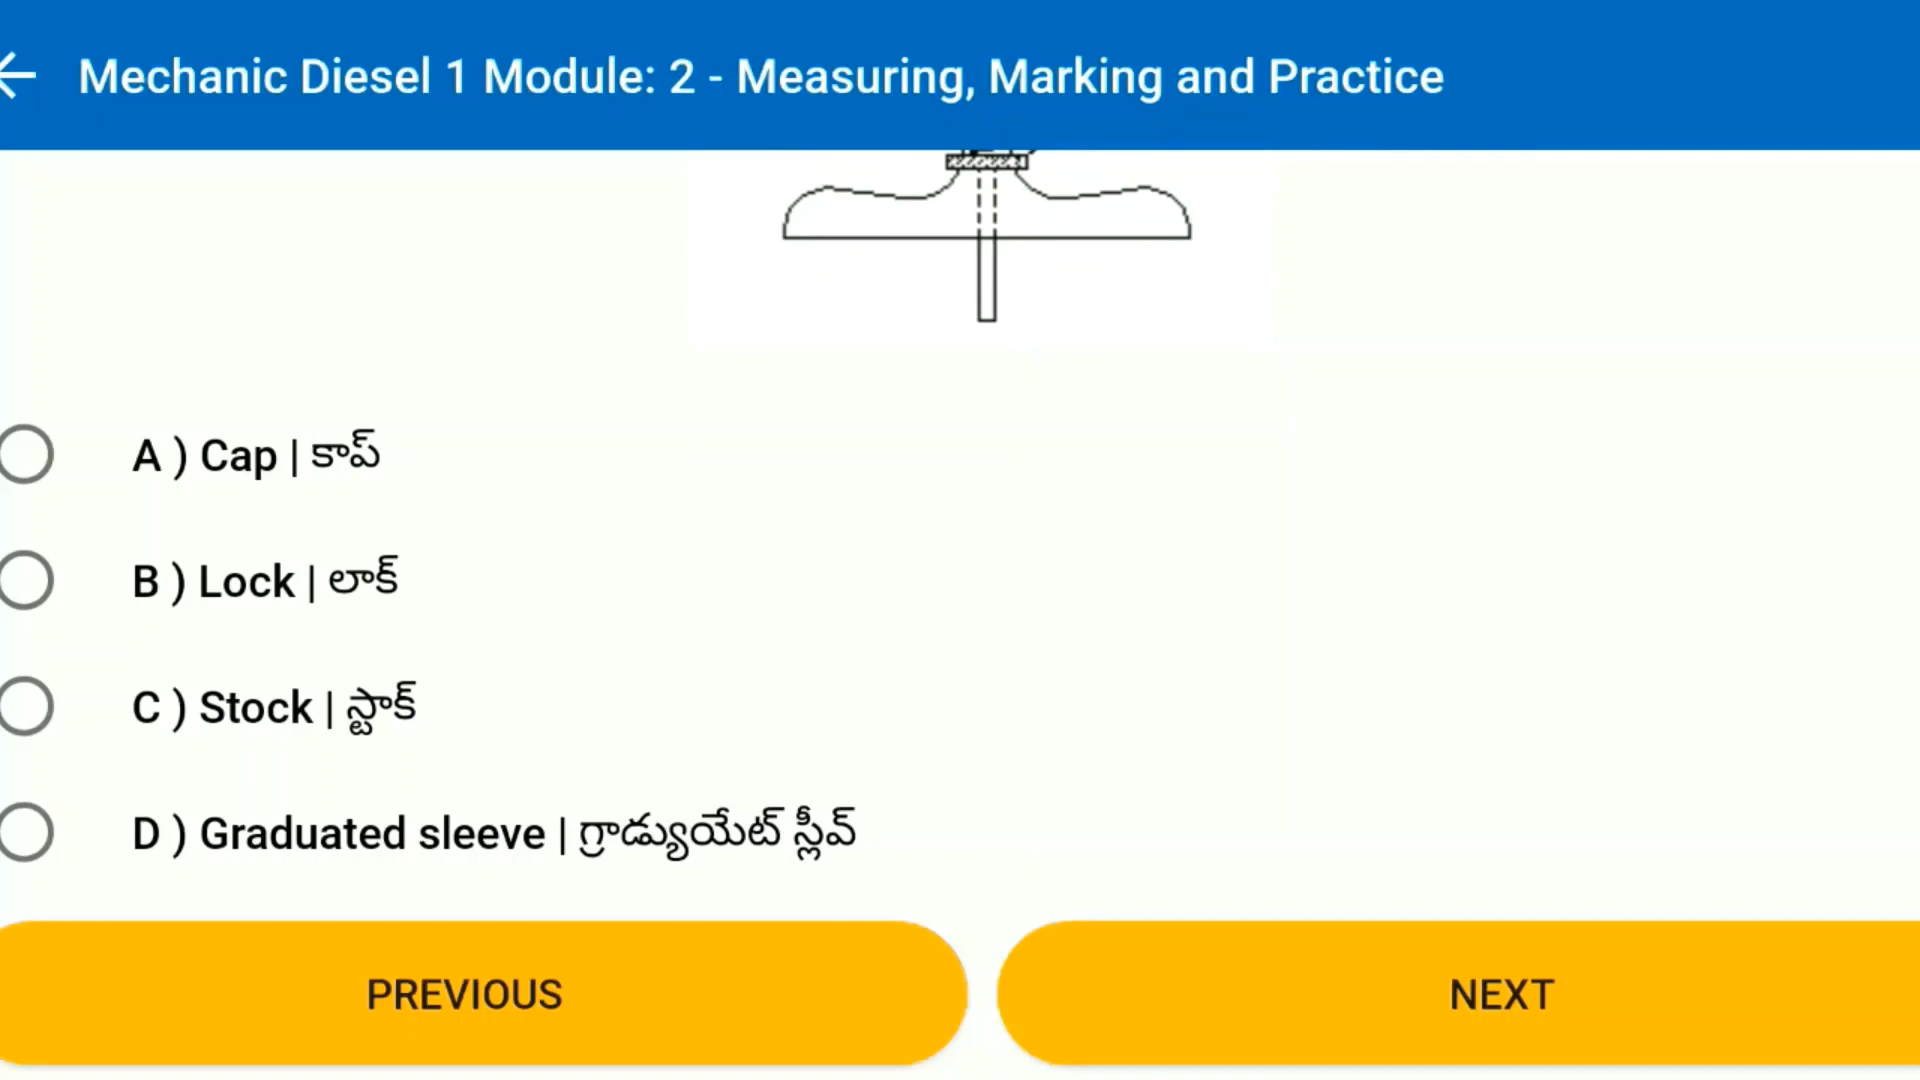 Mechanic Diesel 1 Module: 2 - Measuring, Marking and Practice
A ) Cap | కాప్
B ) Lock | లాక్
C ) Stock | స్టాక్
D ) Graduated sleeve | గ్రాడ్యుయేట్ స్లీవ్
PREVIOUS
NEXT